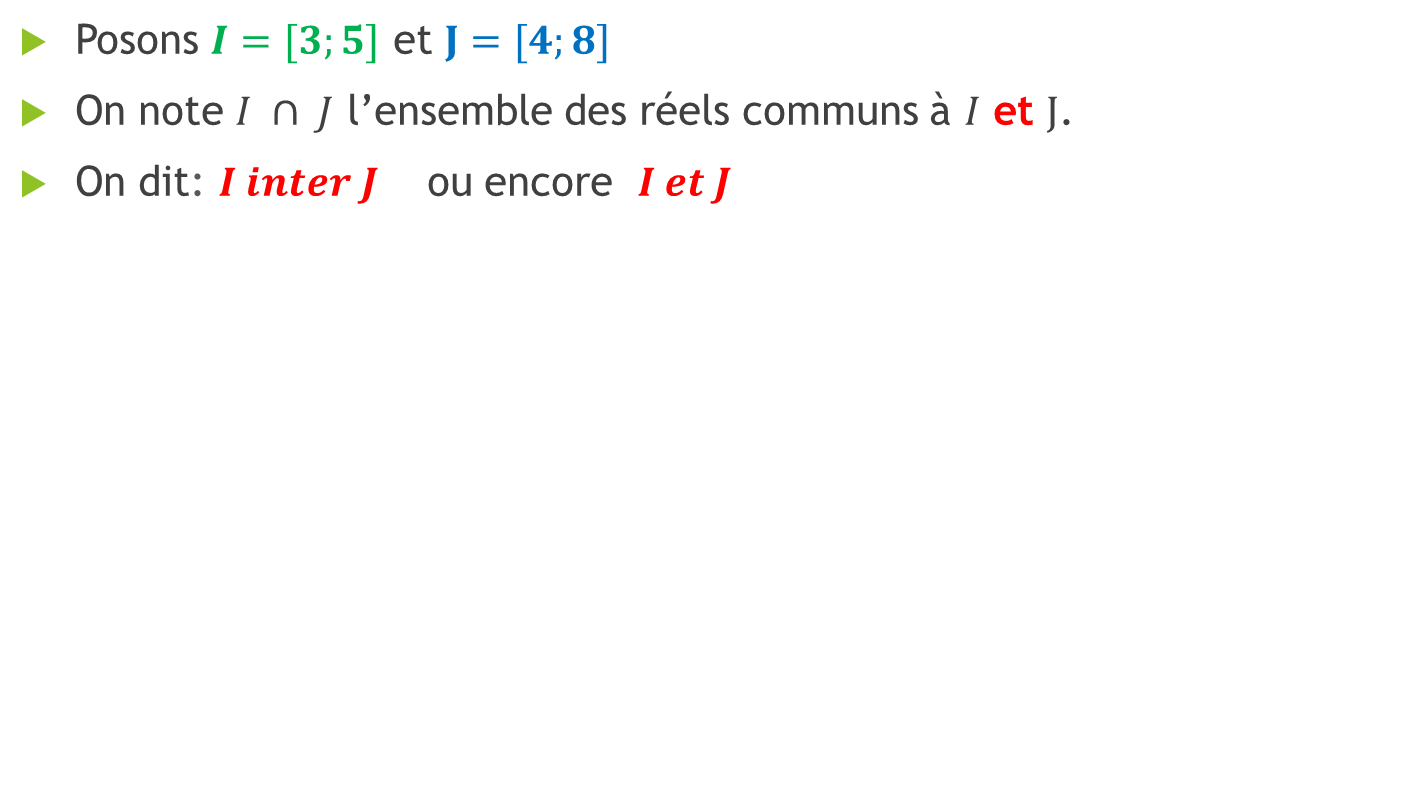 Posons I = [3; 5] et J = [4; 8]
On note I ∩ J l’ensemble des réels communs à I et J.
On dit: I inter J ou encore I et J